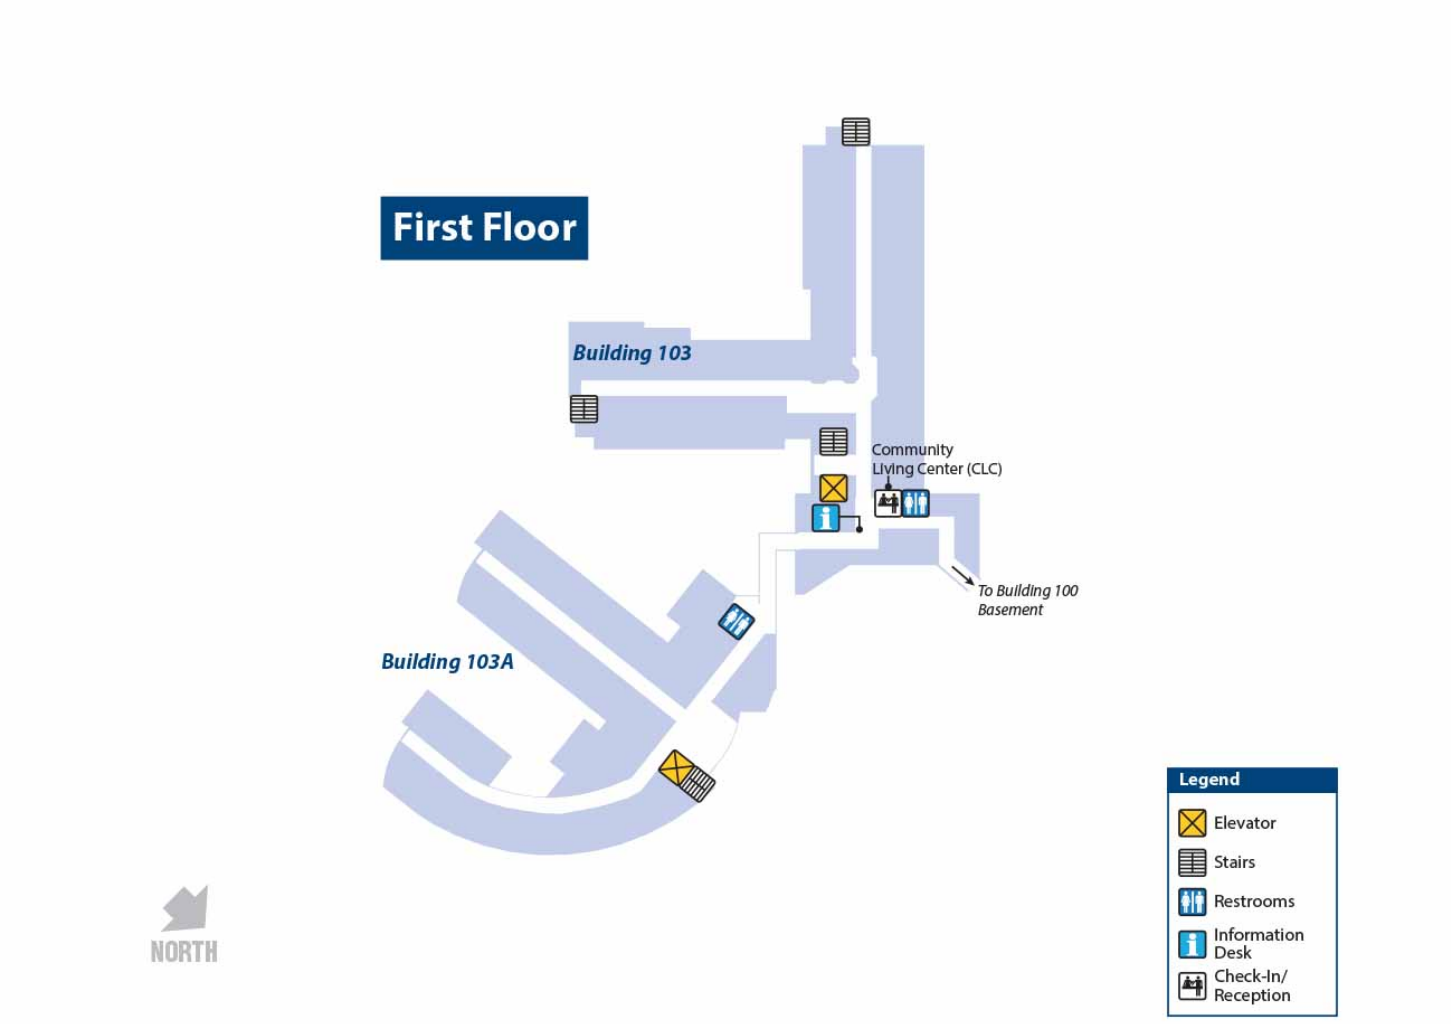 First Floor
Building 103
Community
Living Center (CLC)
To Building 100
Basement
Building 103A
Legend
Elevator
Stairs
Restrooms
Information
Desk
Check-In/
Reception
NORTH